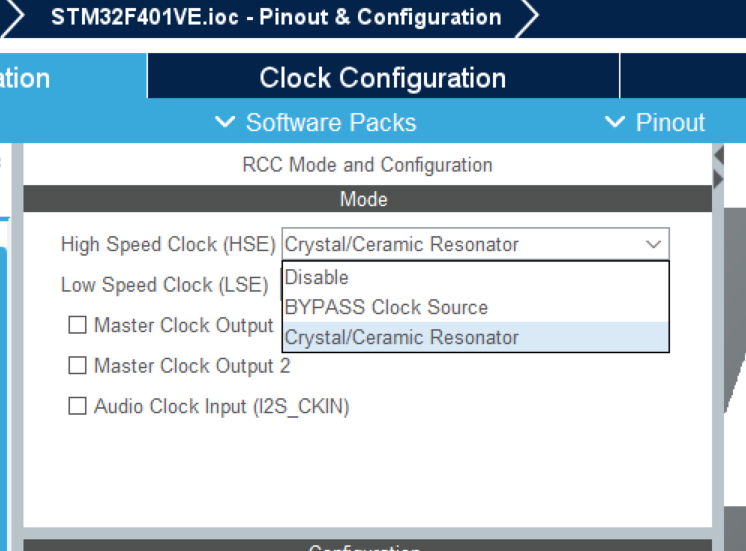 STM32F401VE.ioc - Pinout & Configuration
ation
Clock Configuration
Software Packs
Pinout
RCC Mode and Configuration
Mode
High Speed Clock (HSE) Crystal/Ceramic Resonator
Disable
Low Speed Clock (LSE)
BYPASS Clock Source
Master Clock Output
Crystal/Ceramic Resonator
Master Clock Output 2
Audio Clock Input (I2S_CKIN)
Configuration